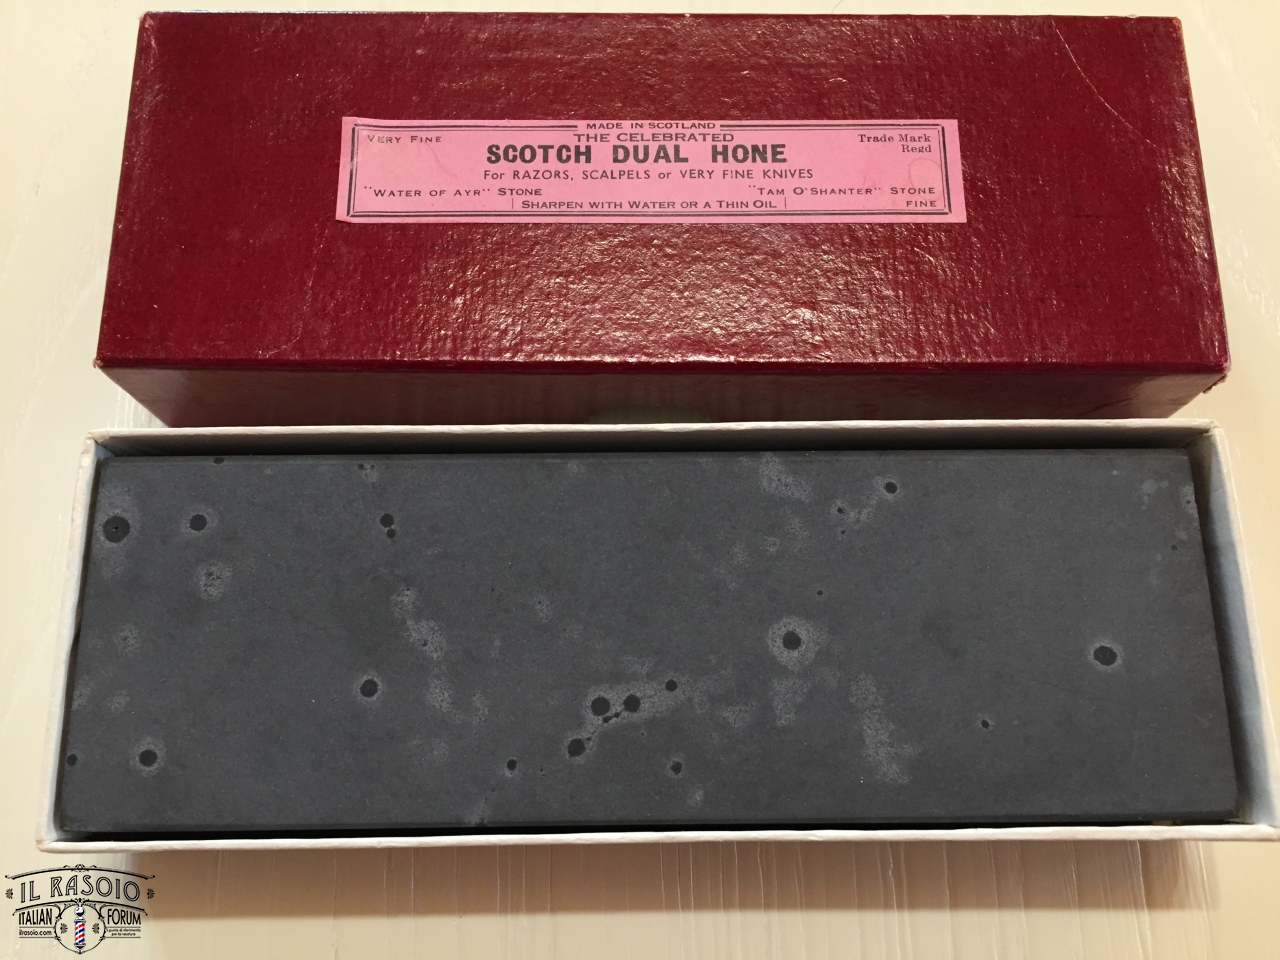 MADE IN SCOTLAND
VERY FINE THE CELEBRATED Trade Mark
SCOTCH DUAL HONE Regd
For RAZORS, SCALPELS or VERY FINE KNIVES
"WATER OF AYR" STONE "TAM O'SHANTER" STONE
SHARPEN WITH WATER OR A THIN OIL FINE
IL RASOIO
ITALIAN FORUM
ilrasoio.com